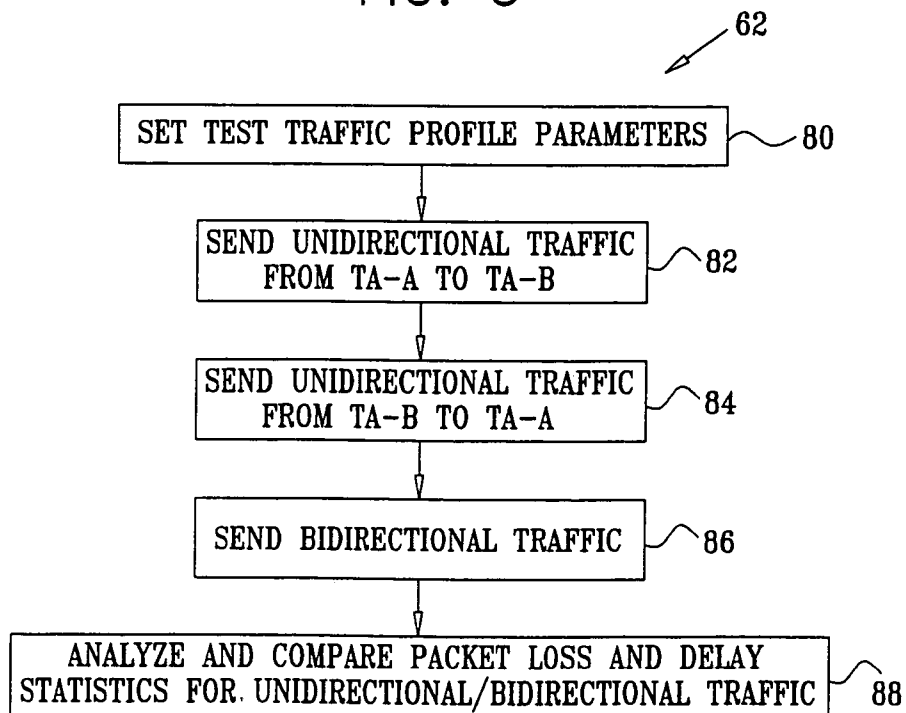 62
SET TEST TRAFFIC PROFILE PARAMETERS
80
SEND UNIDIRECTIONAL TRAFFIC
FROM TA-A TO TA-B
82
SEND UNIDIRECTIONAL TRAFFIC
FROM TA-B TO TA-A
84
SEND BIDIRECTIONAL TRAFFIC
86
ANALYZE AND COMPARE PACKET LOSS AND DELAY
STATISTICS FOR UNIDIRECTIONAL/BIDIRECTIONAL TRAFFIC
88